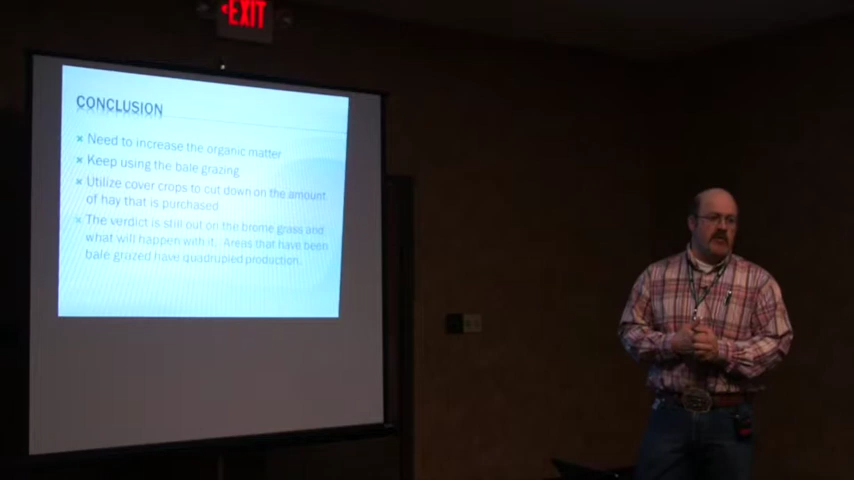 EXIT
CONCLUSION
Need to increase the organic matter
Keep using the bale grazing
Utilize cover crops to cut down on the amount
of hay that is purchased
The verdict is still out on the brome grass and
what will happen with it. Areas that have been
bale grazed have quadrupled production.